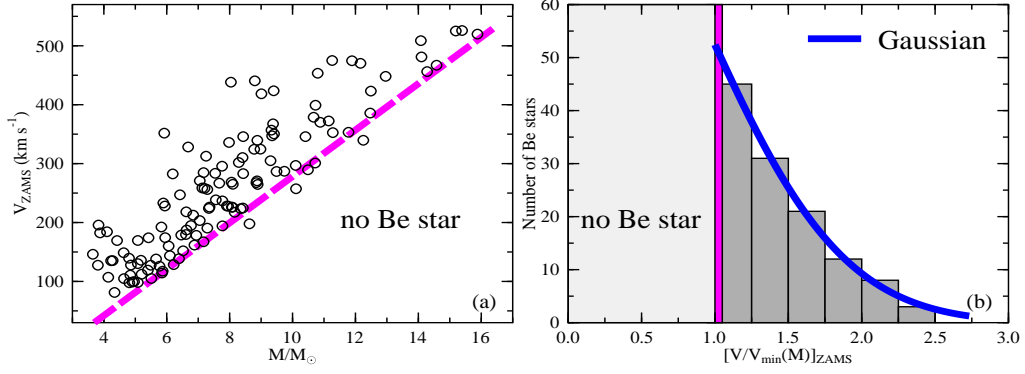 500
400
300
200
100
V_ZAMS (km s⁻¹)
no Be star
(a)
4 6 8 10 12 14 16
M/M_☉
60
50
40
30
20
10
0
Number of Be stars
Gaussian
no Be star
(b)
0.0 0.5 1.0 1.5 2.0 2.5 3.0
[V/V_min(M)]_ZAMS